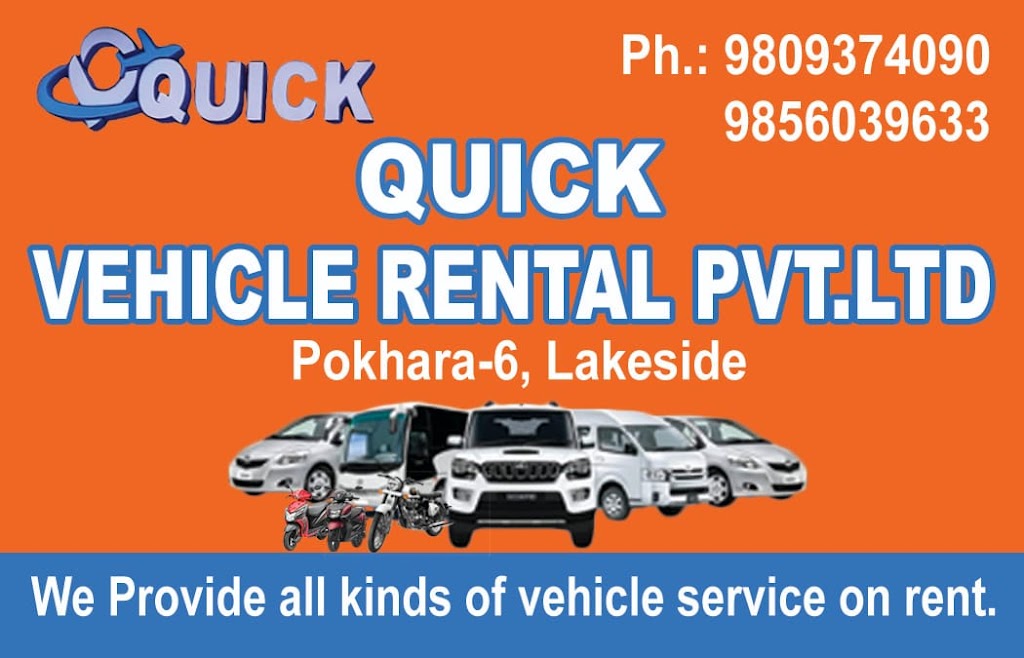 QUICK
Ph.: 9809374090
9856039633
QUICK
VEHICLE RENTAL PVT.LTD
Pokhara-6, Lakeside
We Provide all kinds of vehicle service on rent.